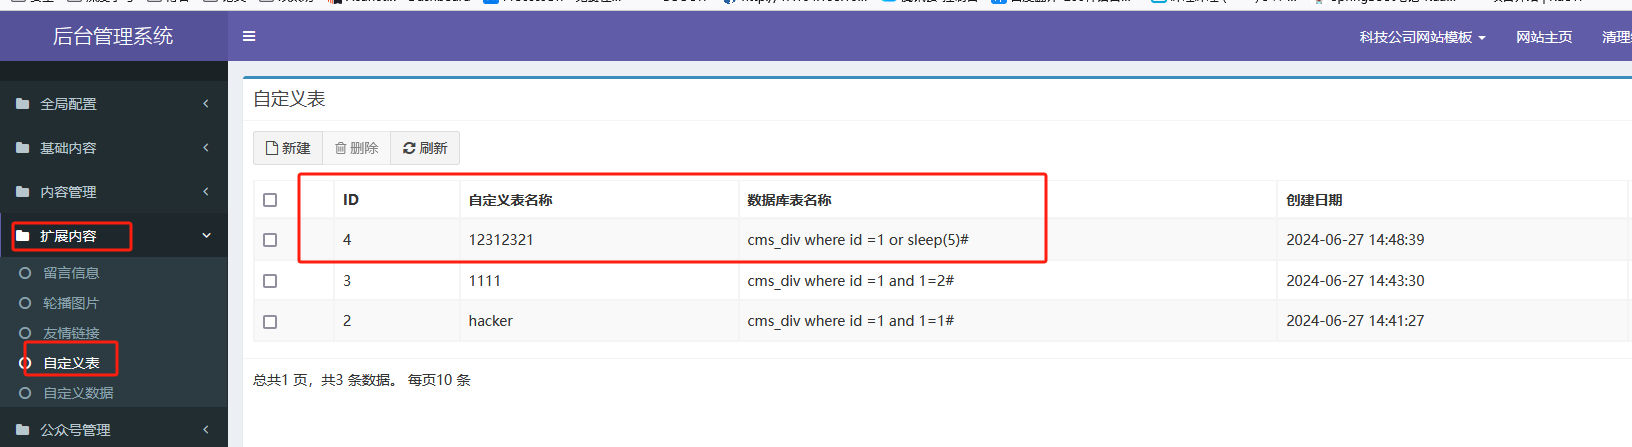 后台管理系统
科技公司网站模板 网站主页 清理
全局配置
基础内容
内容管理
扩展内容
留言信息
轮播图片
友情链接
自定义表
自定义数据
公众号管理
自定义表
新建 删除 刷新
ID 自定义表名称 数据库表名称 创建日期
4 12312321 cms_div where id =1 or sleep(5)# 2024-06-27 14:48:39
3 1111 cms_div where id =1 and 1=2# 2024-06-27 14:43:30
2 hacker cms_div where id =1 and 1=1# 2024-06-27 14:41:27
总共1 页，共3 条数据。 每页10 条